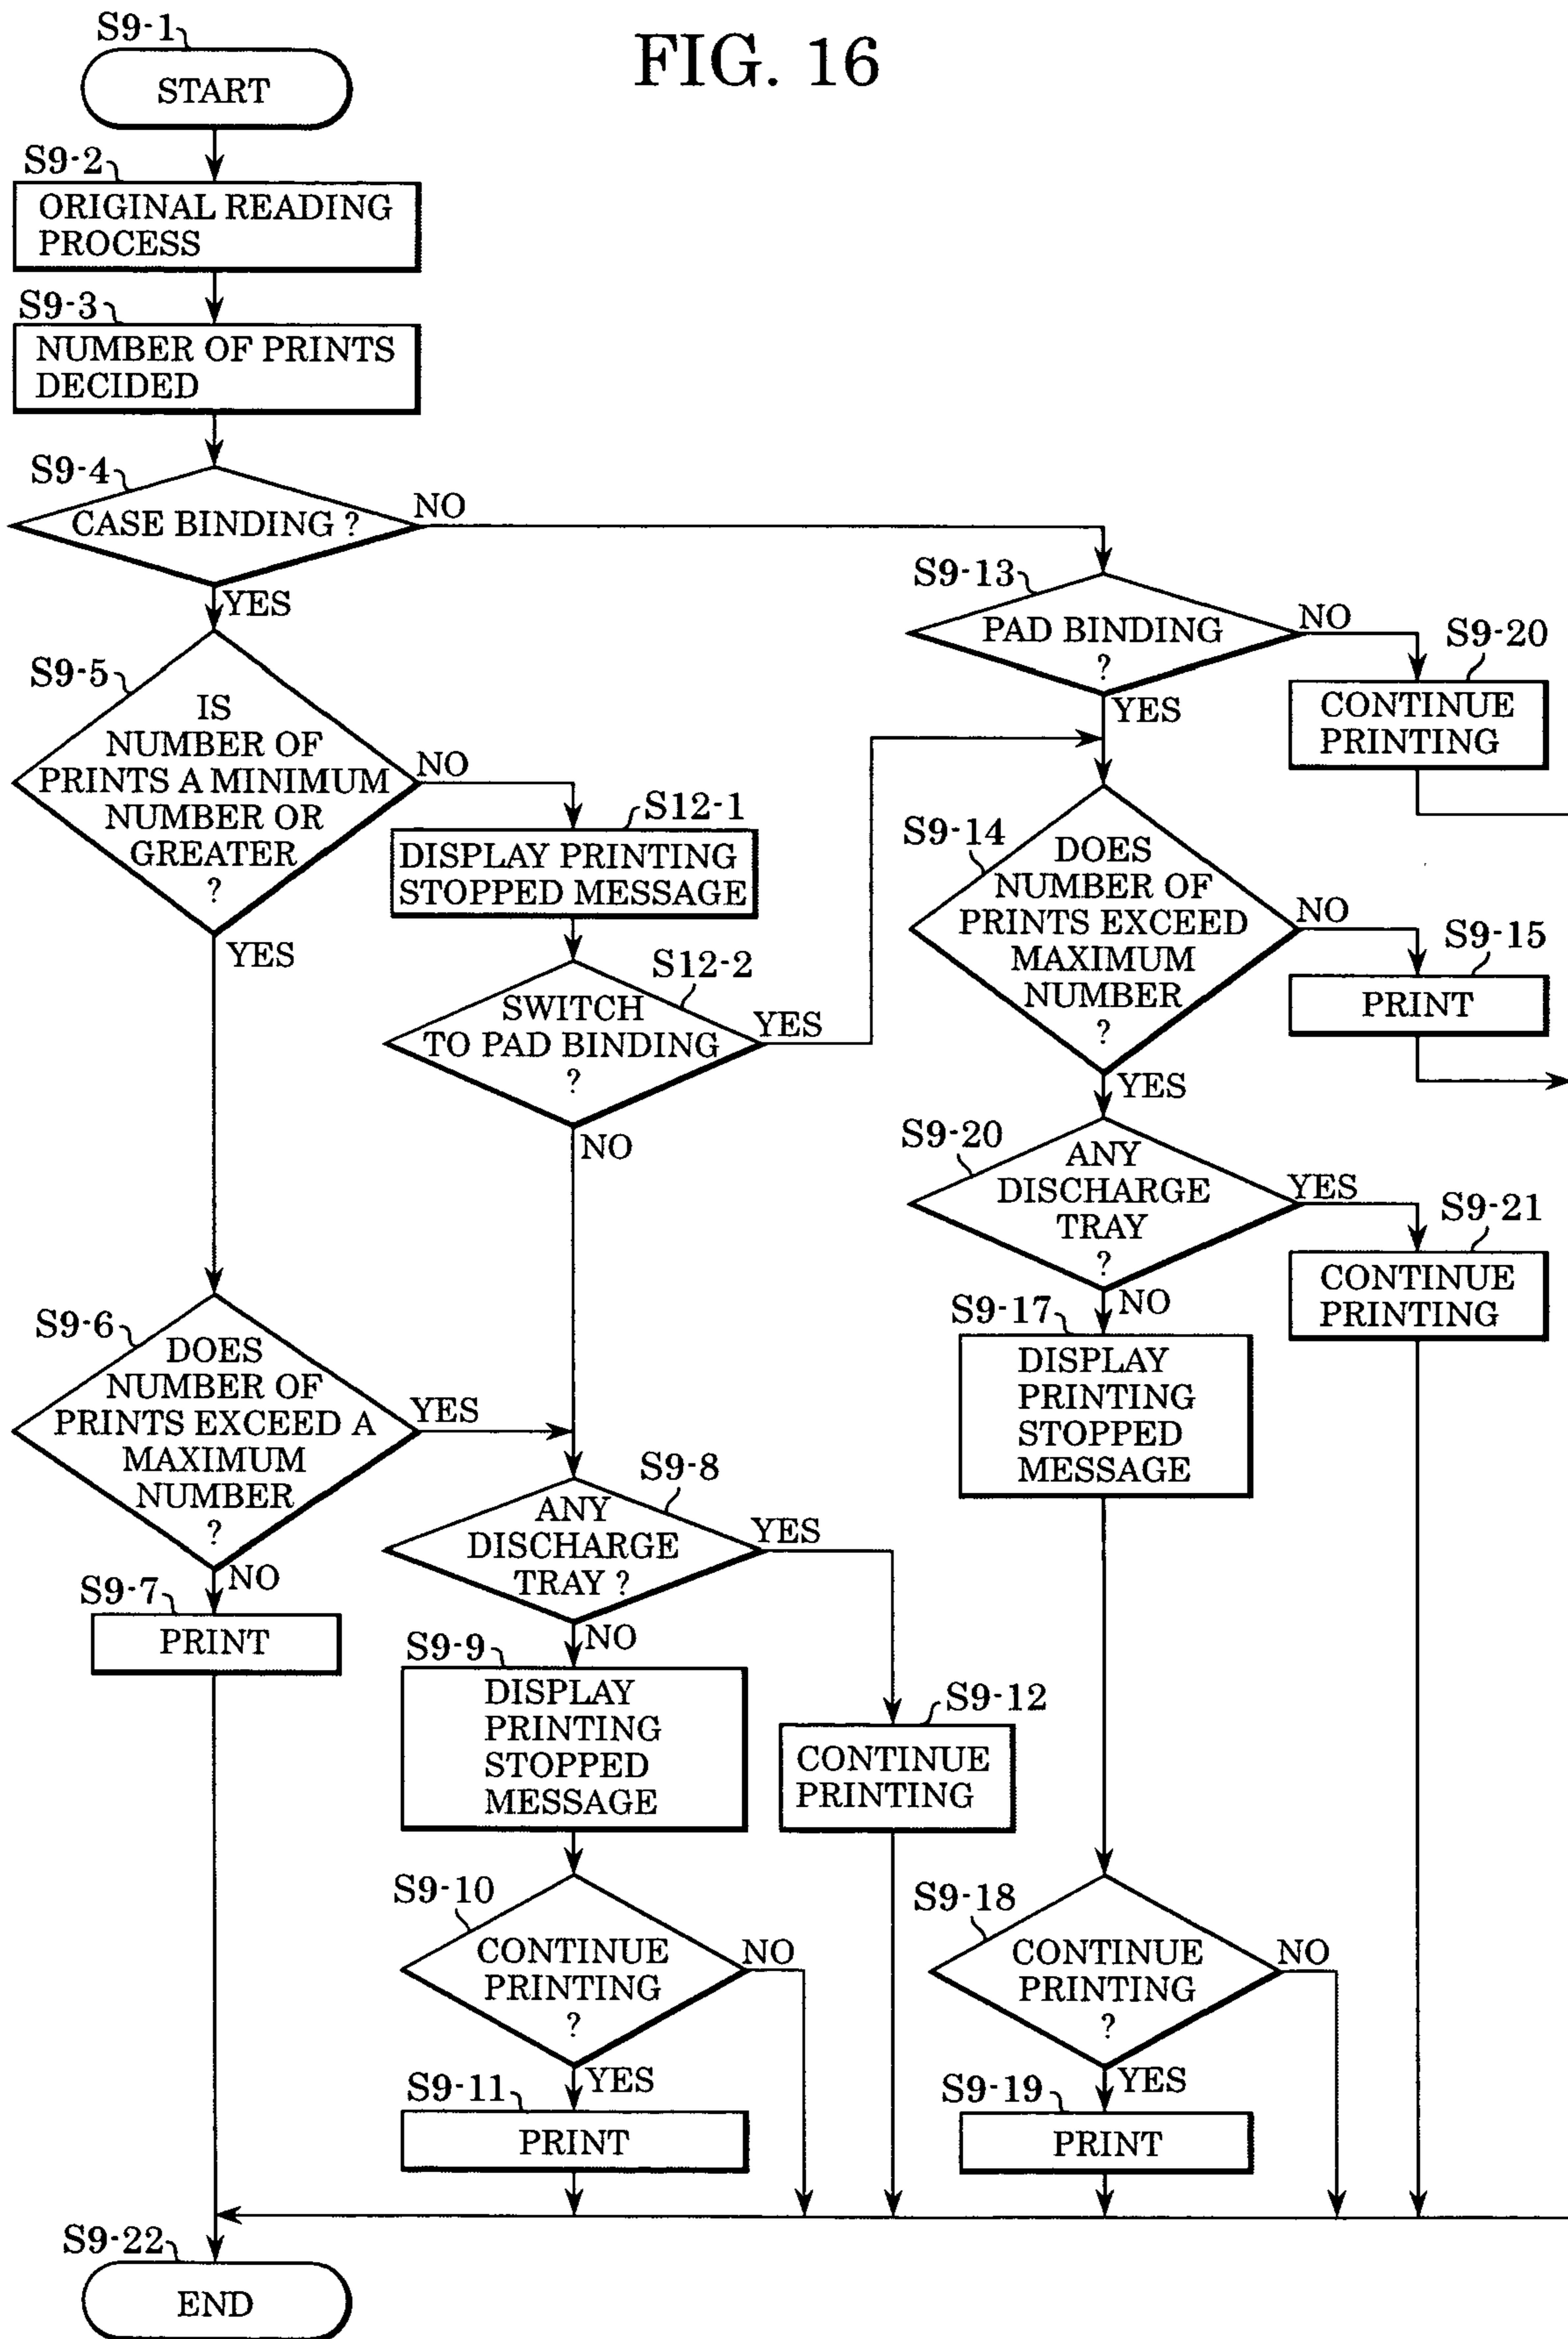 FIG. 16
S9-1
START
S9-2
ORIGINAL READING
PROCESS
S9-3
NUMBER OF PRINTS
DECIDED
S9-4
CASE BINDING ?
NO
YES
S9-5
IS
NUMBER OF
PRINTS A MINIMUM
NUMBER OR
GREATER
?
NO
YES
S12-1
DISPLAY PRINTING
STOPPED MESSAGE
S12-2
SWITCH
TO PAD BINDING
?
YES
NO
S9-6
DOES
NUMBER OF
PRINTS EXCEED A
MAXIMUM
NUMBER
?
YES
NO
S9-7
PRINT
S9-8
ANY
DISCHARGE
TRAY ?
YES
NO
S9-9
DISPLAY
PRINTING
STOPPED
MESSAGE
S9-12
CONTINUE
PRINTING
S9-10
CONTINUE
PRINTING
?
NO
YES
S9-11
PRINT
S9-13
PAD BINDING
?
NO
YES
S9-20
CONTINUE
PRINTING
S9-14
DOES
NUMBER OF
PRINTS EXCEED
MAXIMUM
NUMBER
?
NO
YES
S9-15
PRINT
S9-20
ANY
DISCHARGE
TRAY
?
YES
NO
S9-21
CONTINUE
PRINTING
S9-17
DISPLAY
PRINTING
STOPPED
MESSAGE
S9-18
CONTINUE
PRINTING
?
NO
YES
S9-19
PRINT
S9-22
END